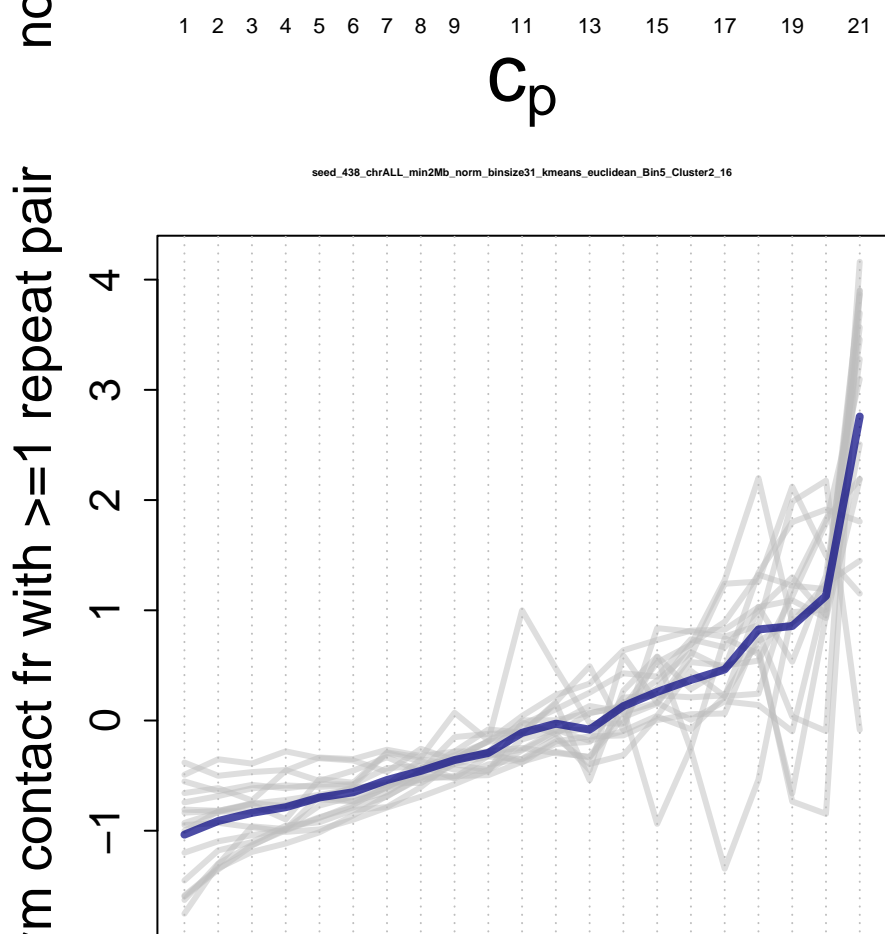 no
1 2 3 4 5 6 7 8 9 11 13 15 17 19 21
Cp
seed_438_chrALL_min2Mb_norm_binsize31_kmeans_euclidean_Bin5_Cluster2_16
rm contact fr with >=1 repeat pair
4
3
2
1
0
−1